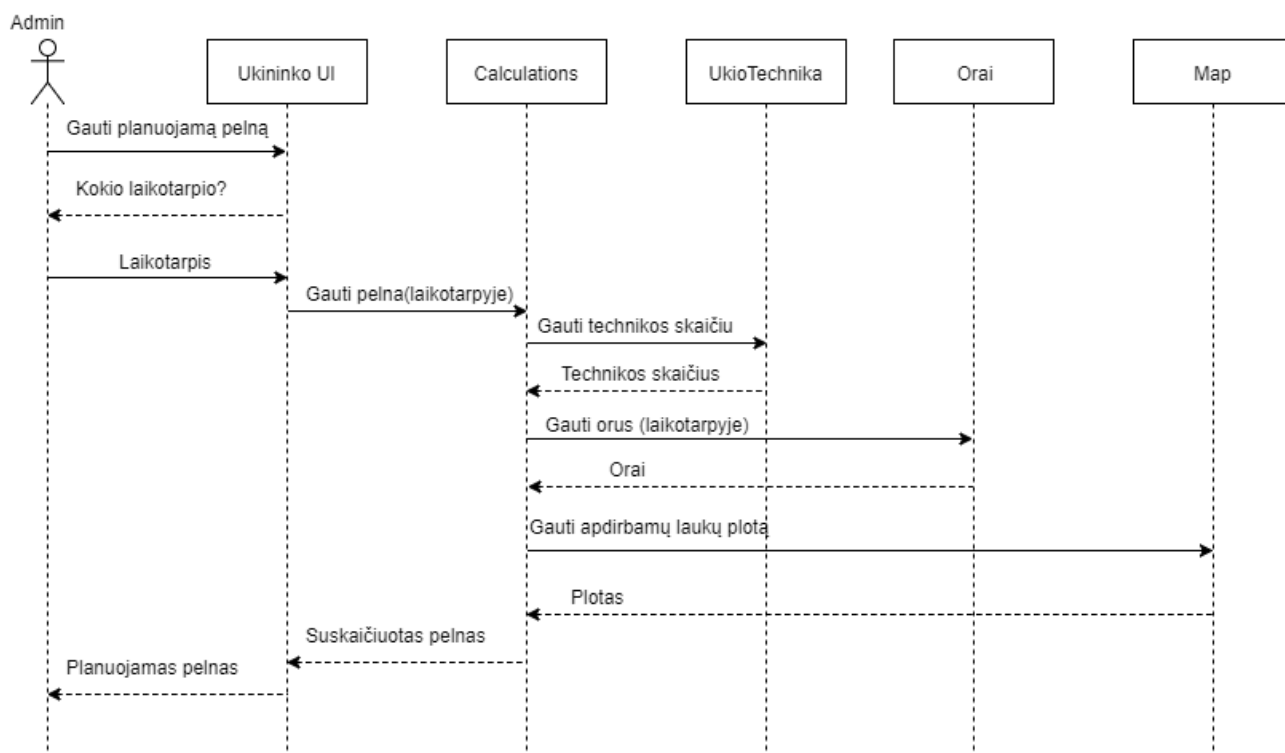 Admin
Ukininko UI
Calculations
UkioTechnika
Orai
Map
Gauti planuojamą pelną
Kokio laikotarpio?
Laikotarpis
Gauti pelna(laikotarpyje)
Gauti technikos skaičiu
Technikos skaičius
Gauti orus (laikotarpyje)
Orai
Gauti apdirbamų laukų plotą
Plotas
Suskaičiuotas pelnas
Planuojamas pelnas